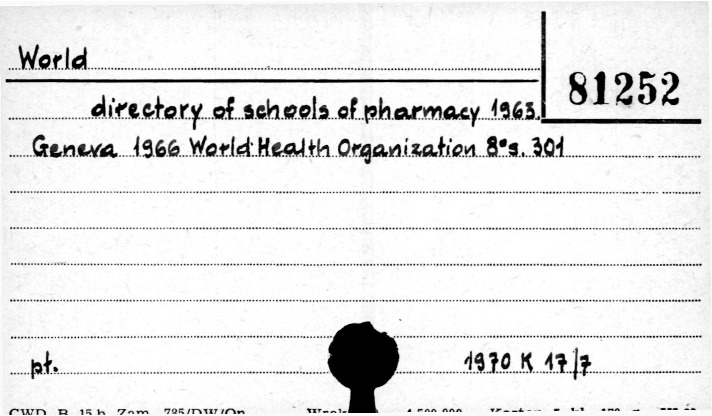 World
81252
directory of schools of pharmacy 1963.
Geneva 1966 World Health Organization 8°s. 301
pt.
1970 K 17/7
CWD B 15 b Zam. 785/DW/On